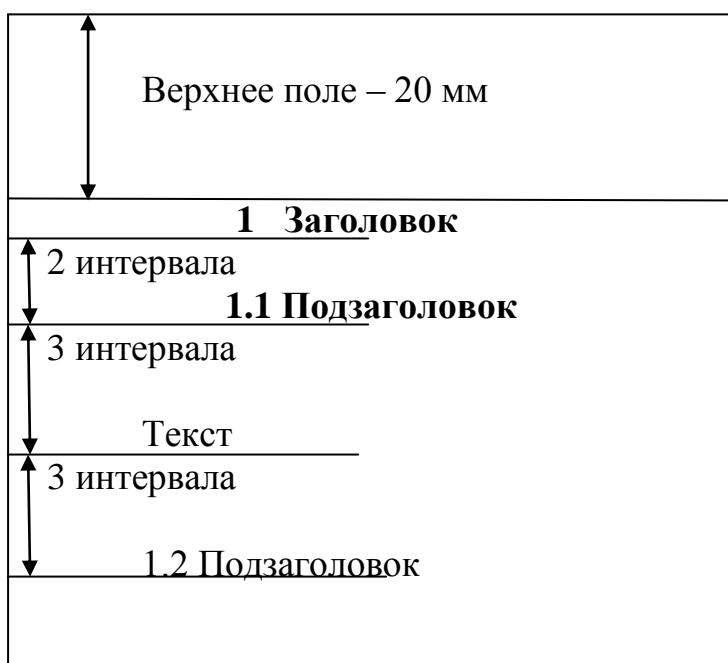 Верхнее поле – 20 мм
1 Заголовок
2 интервала
1.1 Подзаголовок
3 интервала
Текст
3 интервала
1.2 Подзаголовок